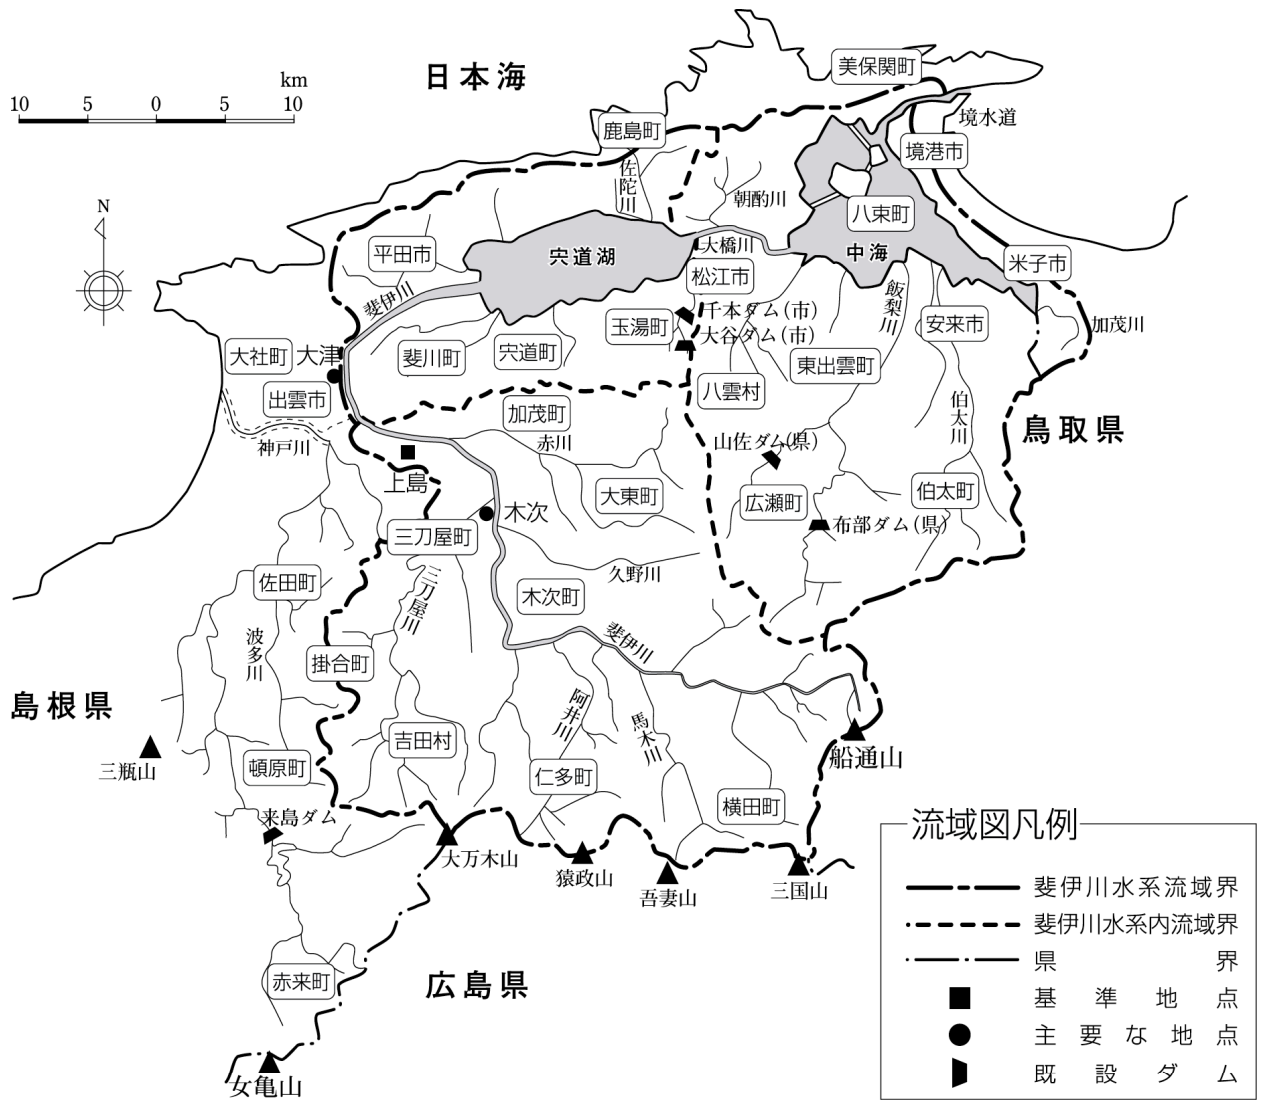 日本海
km
10 5 0 5 10
N
美保関町
境水道
鹿島町
境港市
佐陀川
朝酌川
八束町
平田市
宍道湖
大橋川
中海
米子市
松江市
斐伊川
飯梨川
千本ダム(市)
玉湯町
大谷ダム(市)
安来市
加茂川
大社町
大津
斐川町
宍道町
東出雲町
出雲市
八雲村
加茂町
伯太川
鳥取県
神戸川
赤川
山佐ダム(県)
上島
大東町
広瀬町
伯太町
木次
三刀屋町
布部ダム(県)
佐田町
久野川
三刀屋川
木次町
波多川
斐伊川
掛合町
島根県
阿井川
馬木川
吉田村
船通山
三瓶山
頓原町
仁多町
横田町
来島ダム
大万木山
猿政山
吾妻山
三国山
赤来町
広島県
女亀山
流域図凡例
斐伊川水系流域界
斐伊川水系内流域界
県界
基準地点
主要な地点
既設ダム